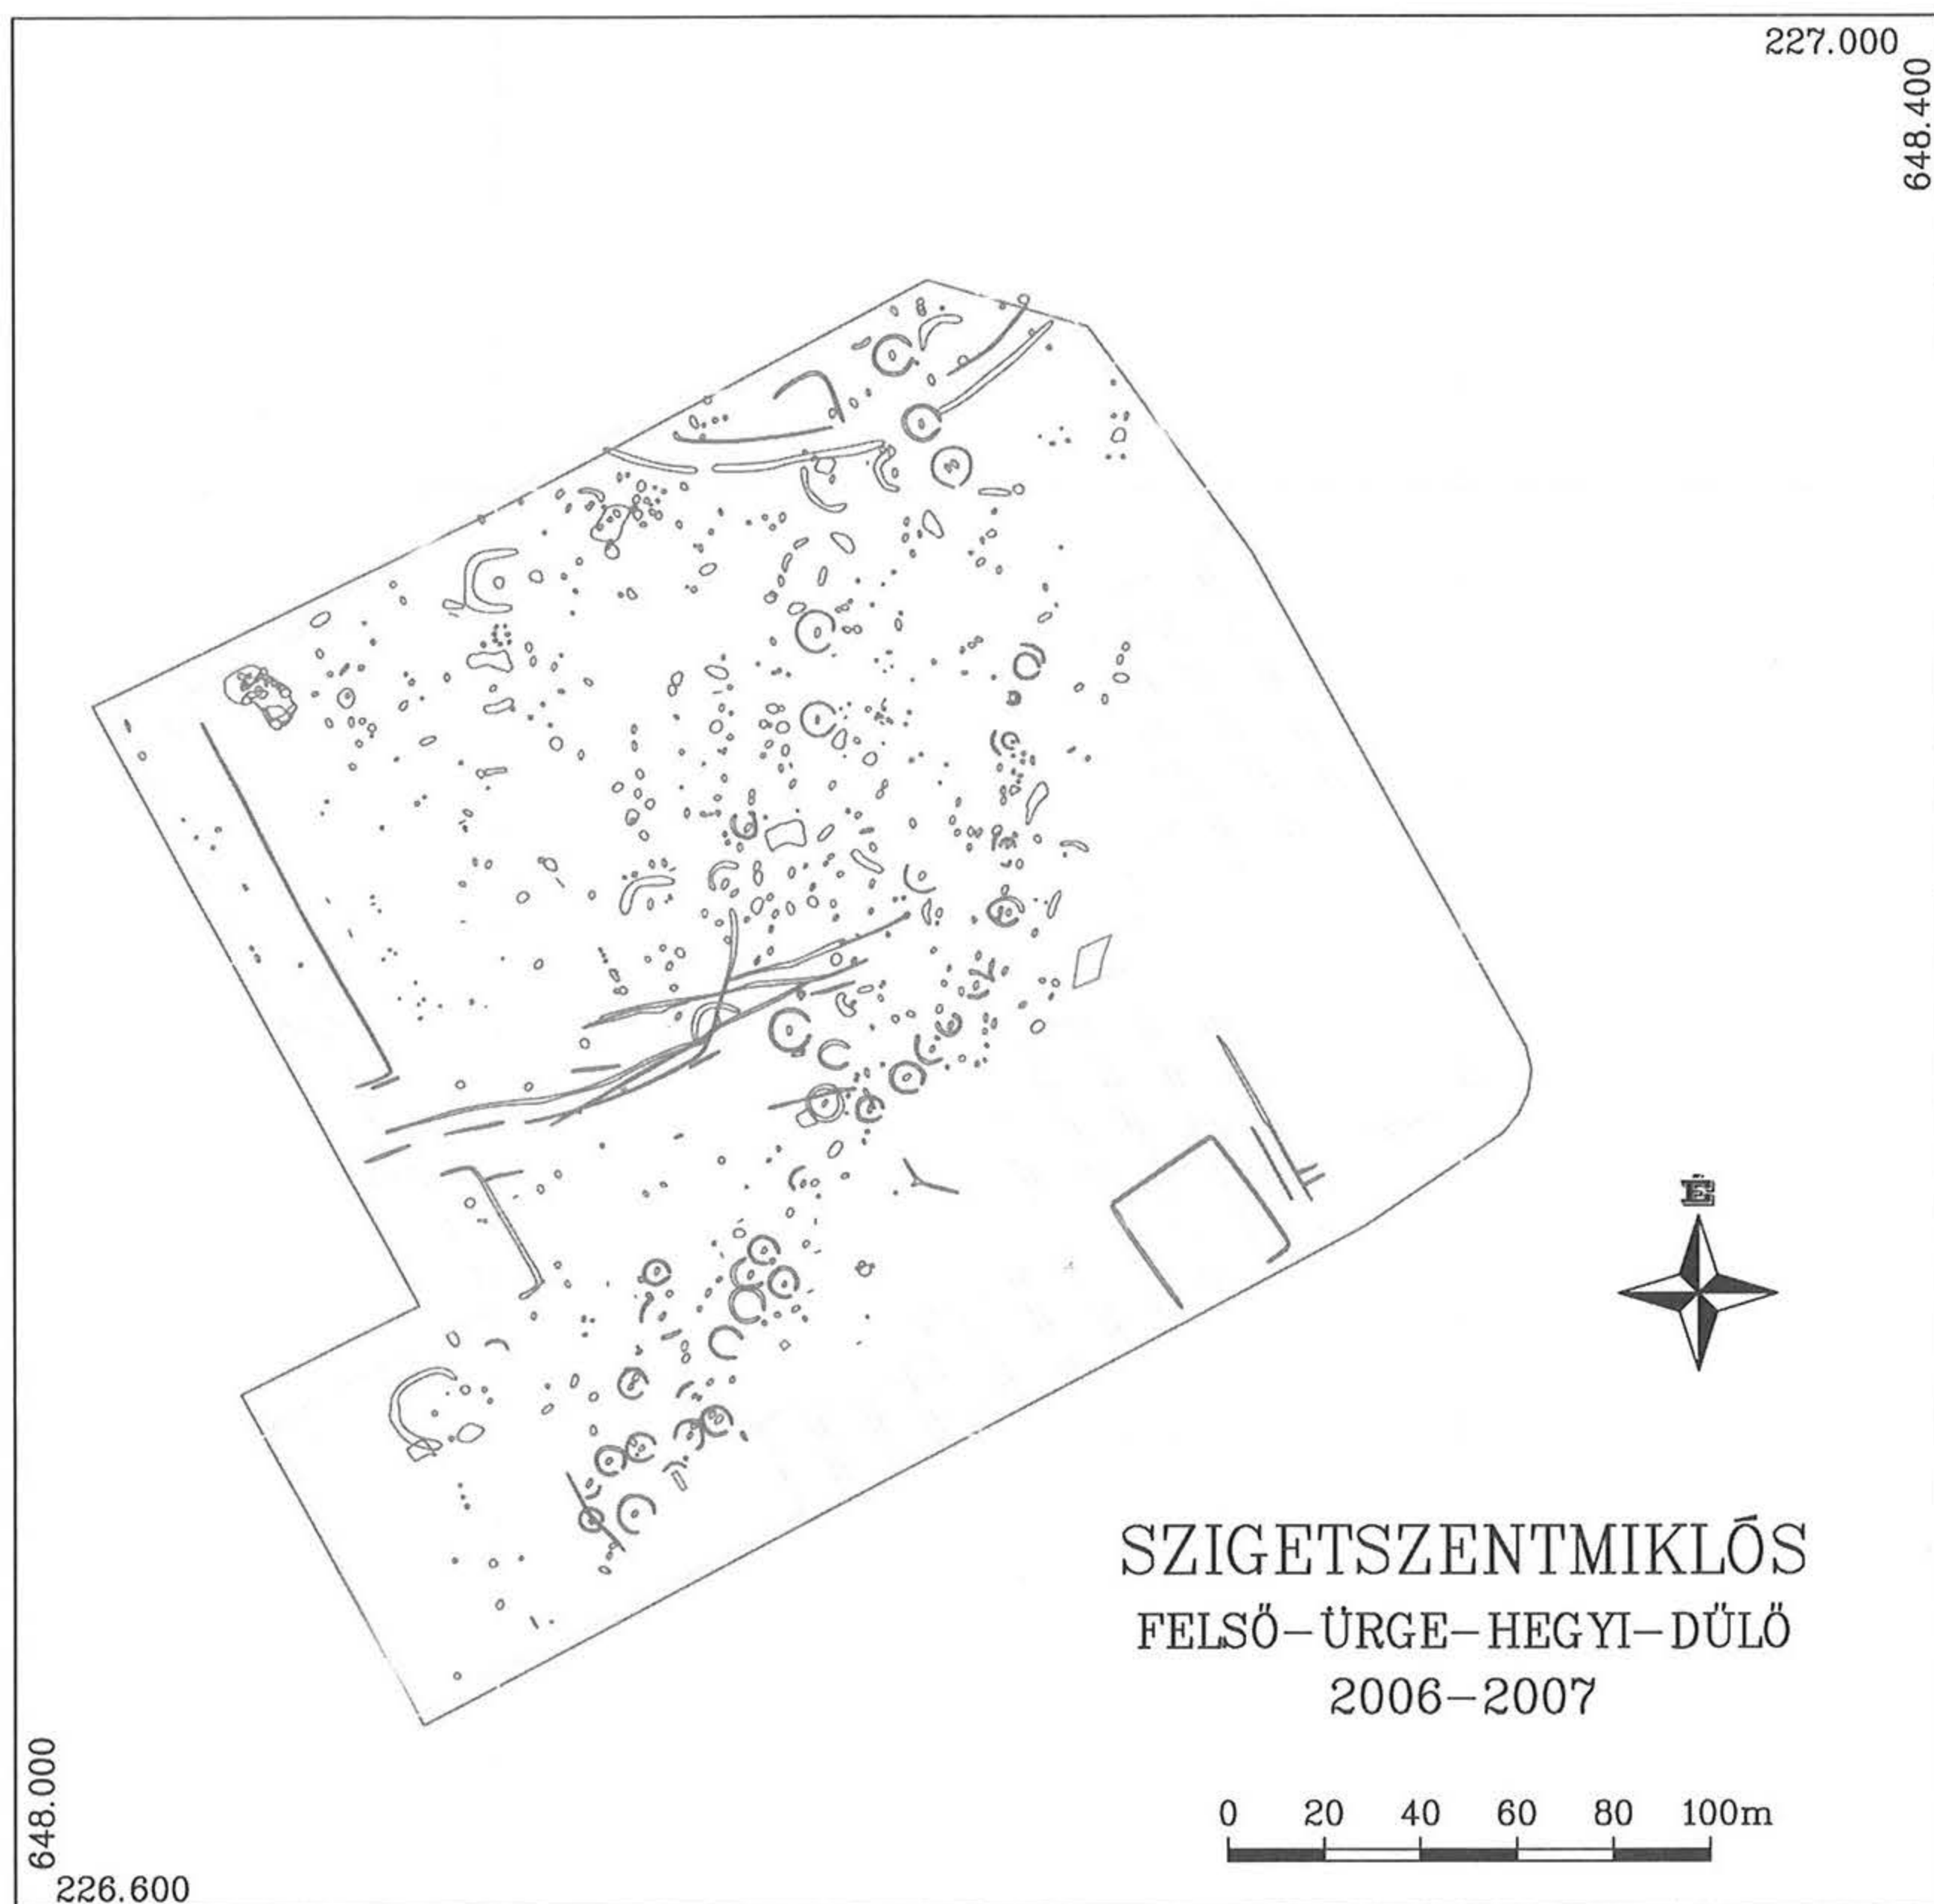 227.000
648.400
É
SZIGETSZENTMIKLÓS
FELSŐ-ÜRGE-HEGYI-DŰLŐ
2006-2007
0 20 40 60 80 100m
648.000
226.600